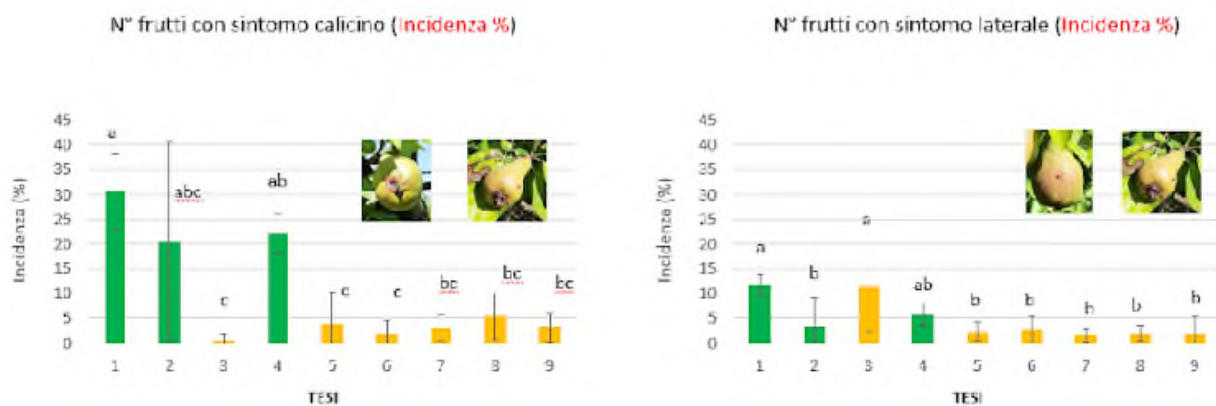 N° frutti con sintomo calicino (Incidenza %)
45
40
35
30
25
20
15
10
5
0
Incidenza (%)
a
abc
c
ab
c
c
bc
bc
bc
1 2 3 4 5 6 7 8 9
TESI
N° frutti con sintomo laterale (Incidenza %)
45
40
35
30
25
20
15
10
5
0
Incidenza (%)
a
b
a
ab
b
b
b
b
b
1 2 3 4 5 6 7 8 9
TESI